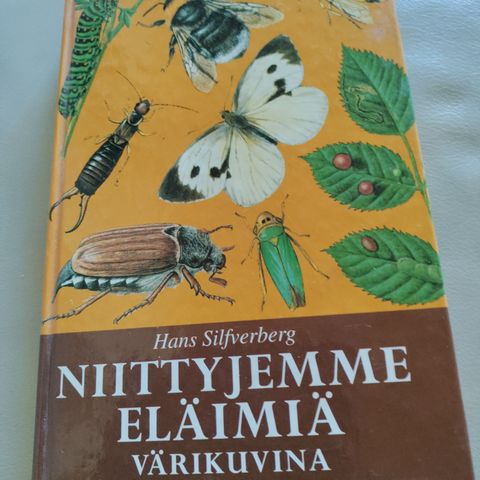 Hans Silfverberg
NIITTYJEMME
ELÄIMIÄ
VÄRIKUVINA